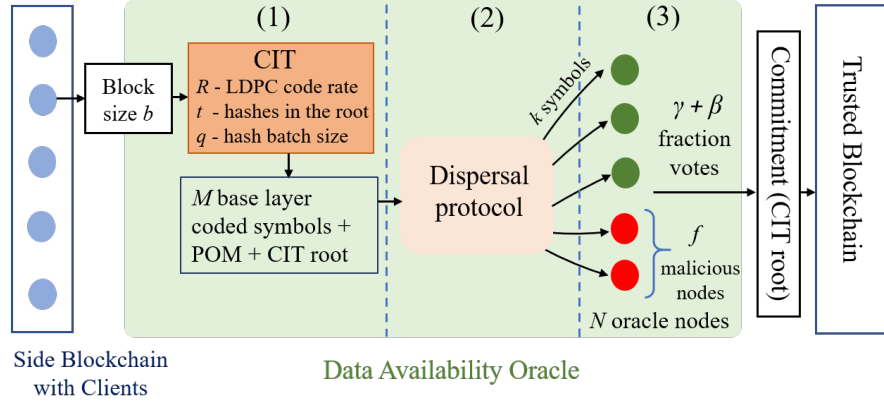 (1)
(2)
(3)
Block
size b
CIT
R - LDPC code rate
t - hashes in the root
q - hash batch size
M base layer
coded symbols +
POM + CIT root
Dispersal
protocol
k symbols
γ + β
fraction
votes
f
malicious
nodes
N oracle nodes
Commitment (CIT root)
Trusted Blockchain
Side Blockchain
with Clients
Data Availability Oracle